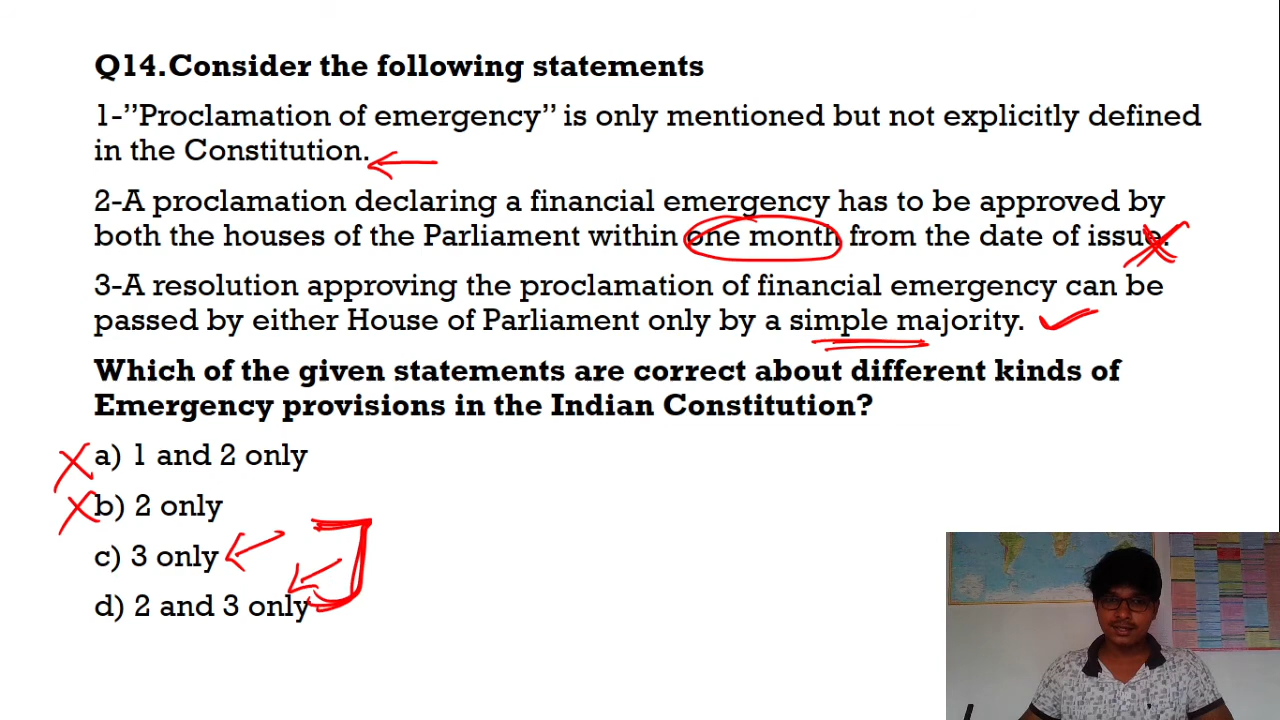 Q14.Consider the following statements
1-”Proclamation of emergency” is only mentioned but not explicitly defined
in the Constitution.
2-A proclamation declaring a financial emergency has to be approved by
both the houses of the Parliament within one month from the date of issue.
3-A resolution approving the proclamation of financial emergency can be
passed by either House of Parliament only by a simple majority.
Which of the given statements are correct about different kinds of
Emergency provisions in the Indian Constitution?
a) 1 and 2 only
b) 2 only
c) 3 only
d) 2 and 3 only